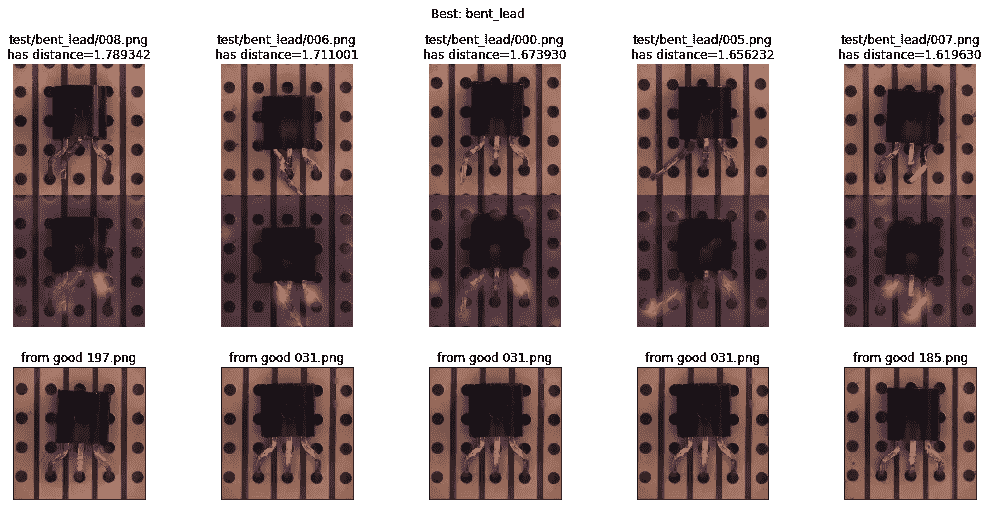 Best: bent_lead
test/bent_lead/008.png
has distance=1.789342
test/bent_lead/006.png
has distance=1.711001
test/bent_lead/000.png
has distance=1.673930
test/bent_lead/005.png
has distance=1.656232
test/bent_lead/007.png
has distance=1.619630
from good 197.png
from good 031.png
from good 031.png
from good 031.png
from good 185.png